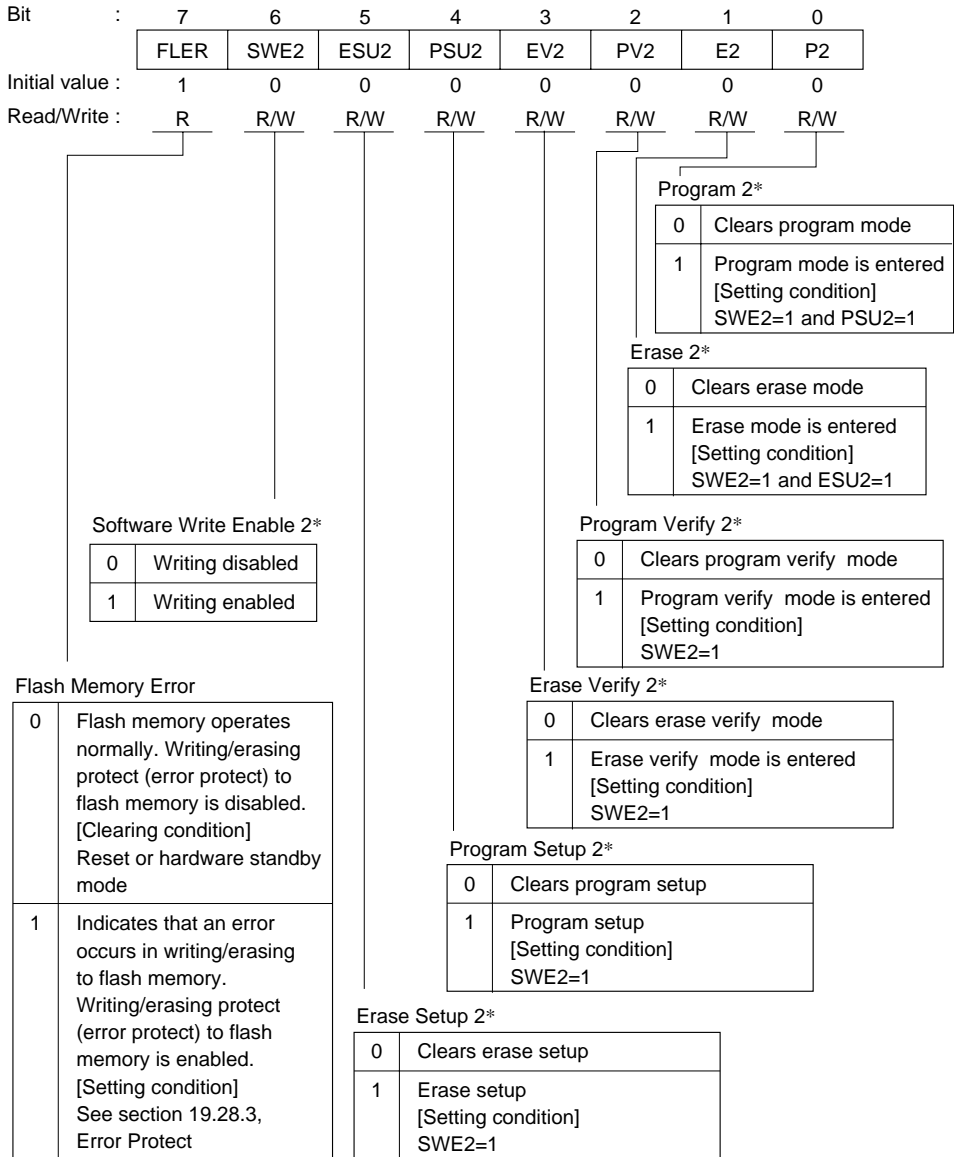 Bit : 7 6 5 4 3 2 1 0
FLER SWE2 ESU2 PSU2 EV2 PV2 E2 P2
Initial value : 1 0 0 0 0 0 0 0
Read/Write : R R/W R/W R/W R/W R/W R/W R/W
Program 2*
0 Clears program mode
1 Program mode is entered
[Setting condition]
SWE2=1 and PSU2=1
Erase 2*
0 Clears erase mode
1 Erase mode is entered
[Setting condition]
SWE2=1 and ESU2=1
Software Write Enable 2*
0 Writing disabled
1 Writing enabled
Program Verify 2*
0 Clears program verify mode
1 Program verify mode is entered
[Setting condition]
SWE2=1
Flash Memory Error
0 Flash memory operates
normally. Writing/erasing
protect (error protect) to
flash memory is disabled.
[Clearing condition]
Reset or hardware standby
mode
1 Indicates that an error
occurs in writing/erasing
to flash memory.
Writing/erasing protect
(error protect) to flash
memory is enabled.
[Setting condition]
See section 19.28.3,
Error Protect
Erase Verify 2*
0 Clears erase verify mode
1 Erase verify mode is entered
[Setting condition]
SWE2=1
Program Setup 2*
0 Clears program setup
1 Program setup
[Setting condition]
SWE2=1
Erase Setup 2*
0 Clears erase setup
1 Erase setup
[Setting condition]
SWE2=1